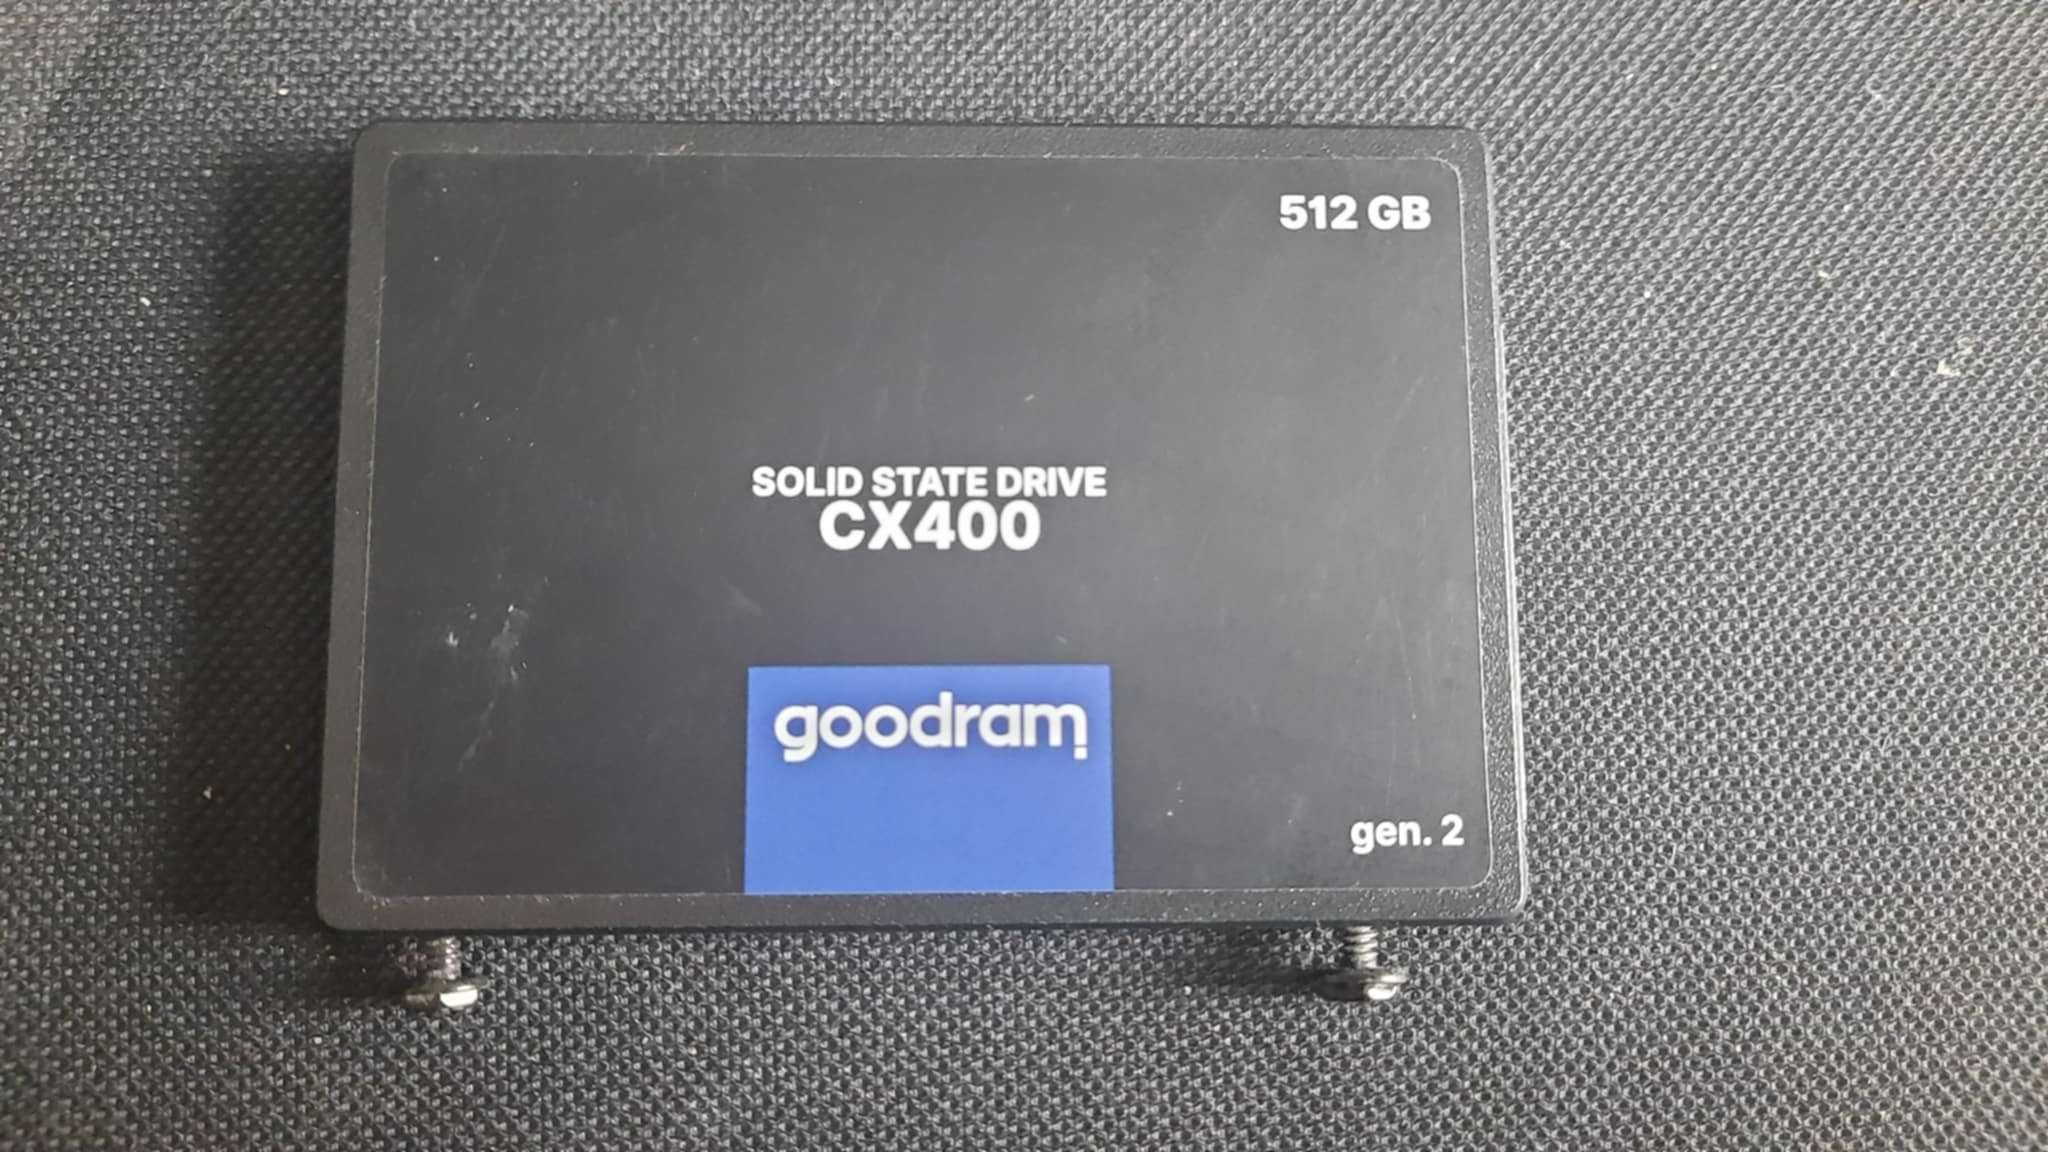 512 GB
SOLID STATE DRIVE
CX400
goodram
gen. 2